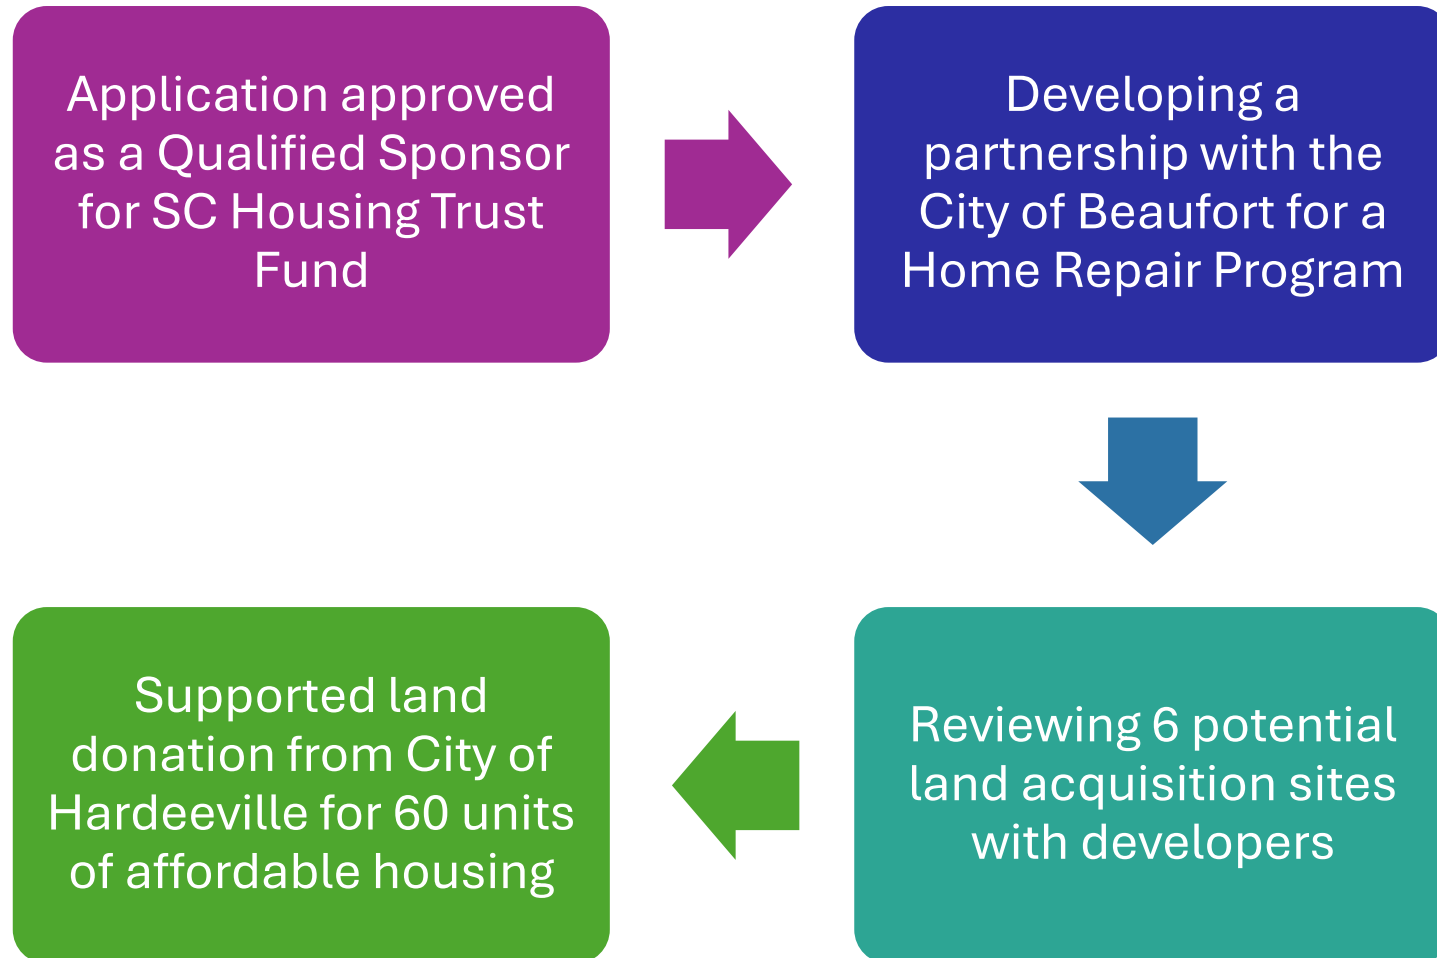 Application approved
as a Qualified Sponsor
for SC Housing Trust
Fund
Developing a
partnership with the
City of Beaufort for a
Home Repair Program
Reviewing 6 potential
land acquisition sites
with developers
Supported land
donation from City of
Hardeeville for 60 units
of affordable housing